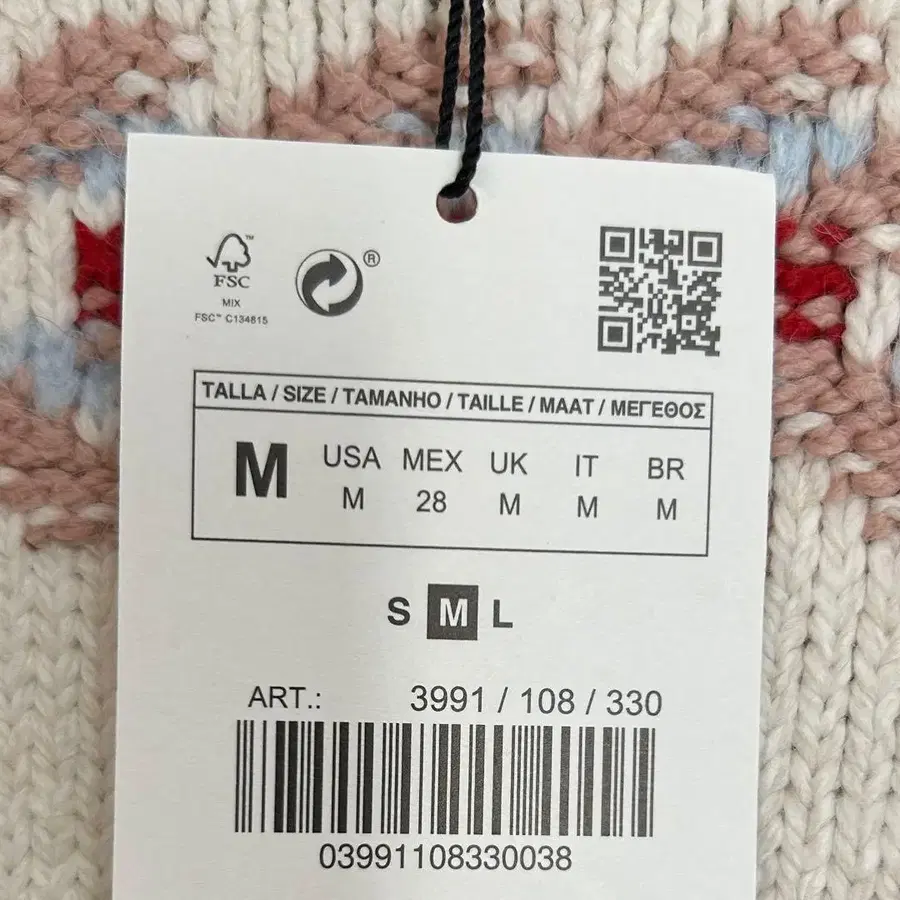 FSC™
MIX
FSC™ C134815
®
TALLA / SIZE / TAMANHO / TAILLE / MAAT / ΜΕΓΕΘΟΣ
M USA MEX UK IT BR
M 28 M M M
S M L
ART.: 3991 / 108 / 330
03991108330038